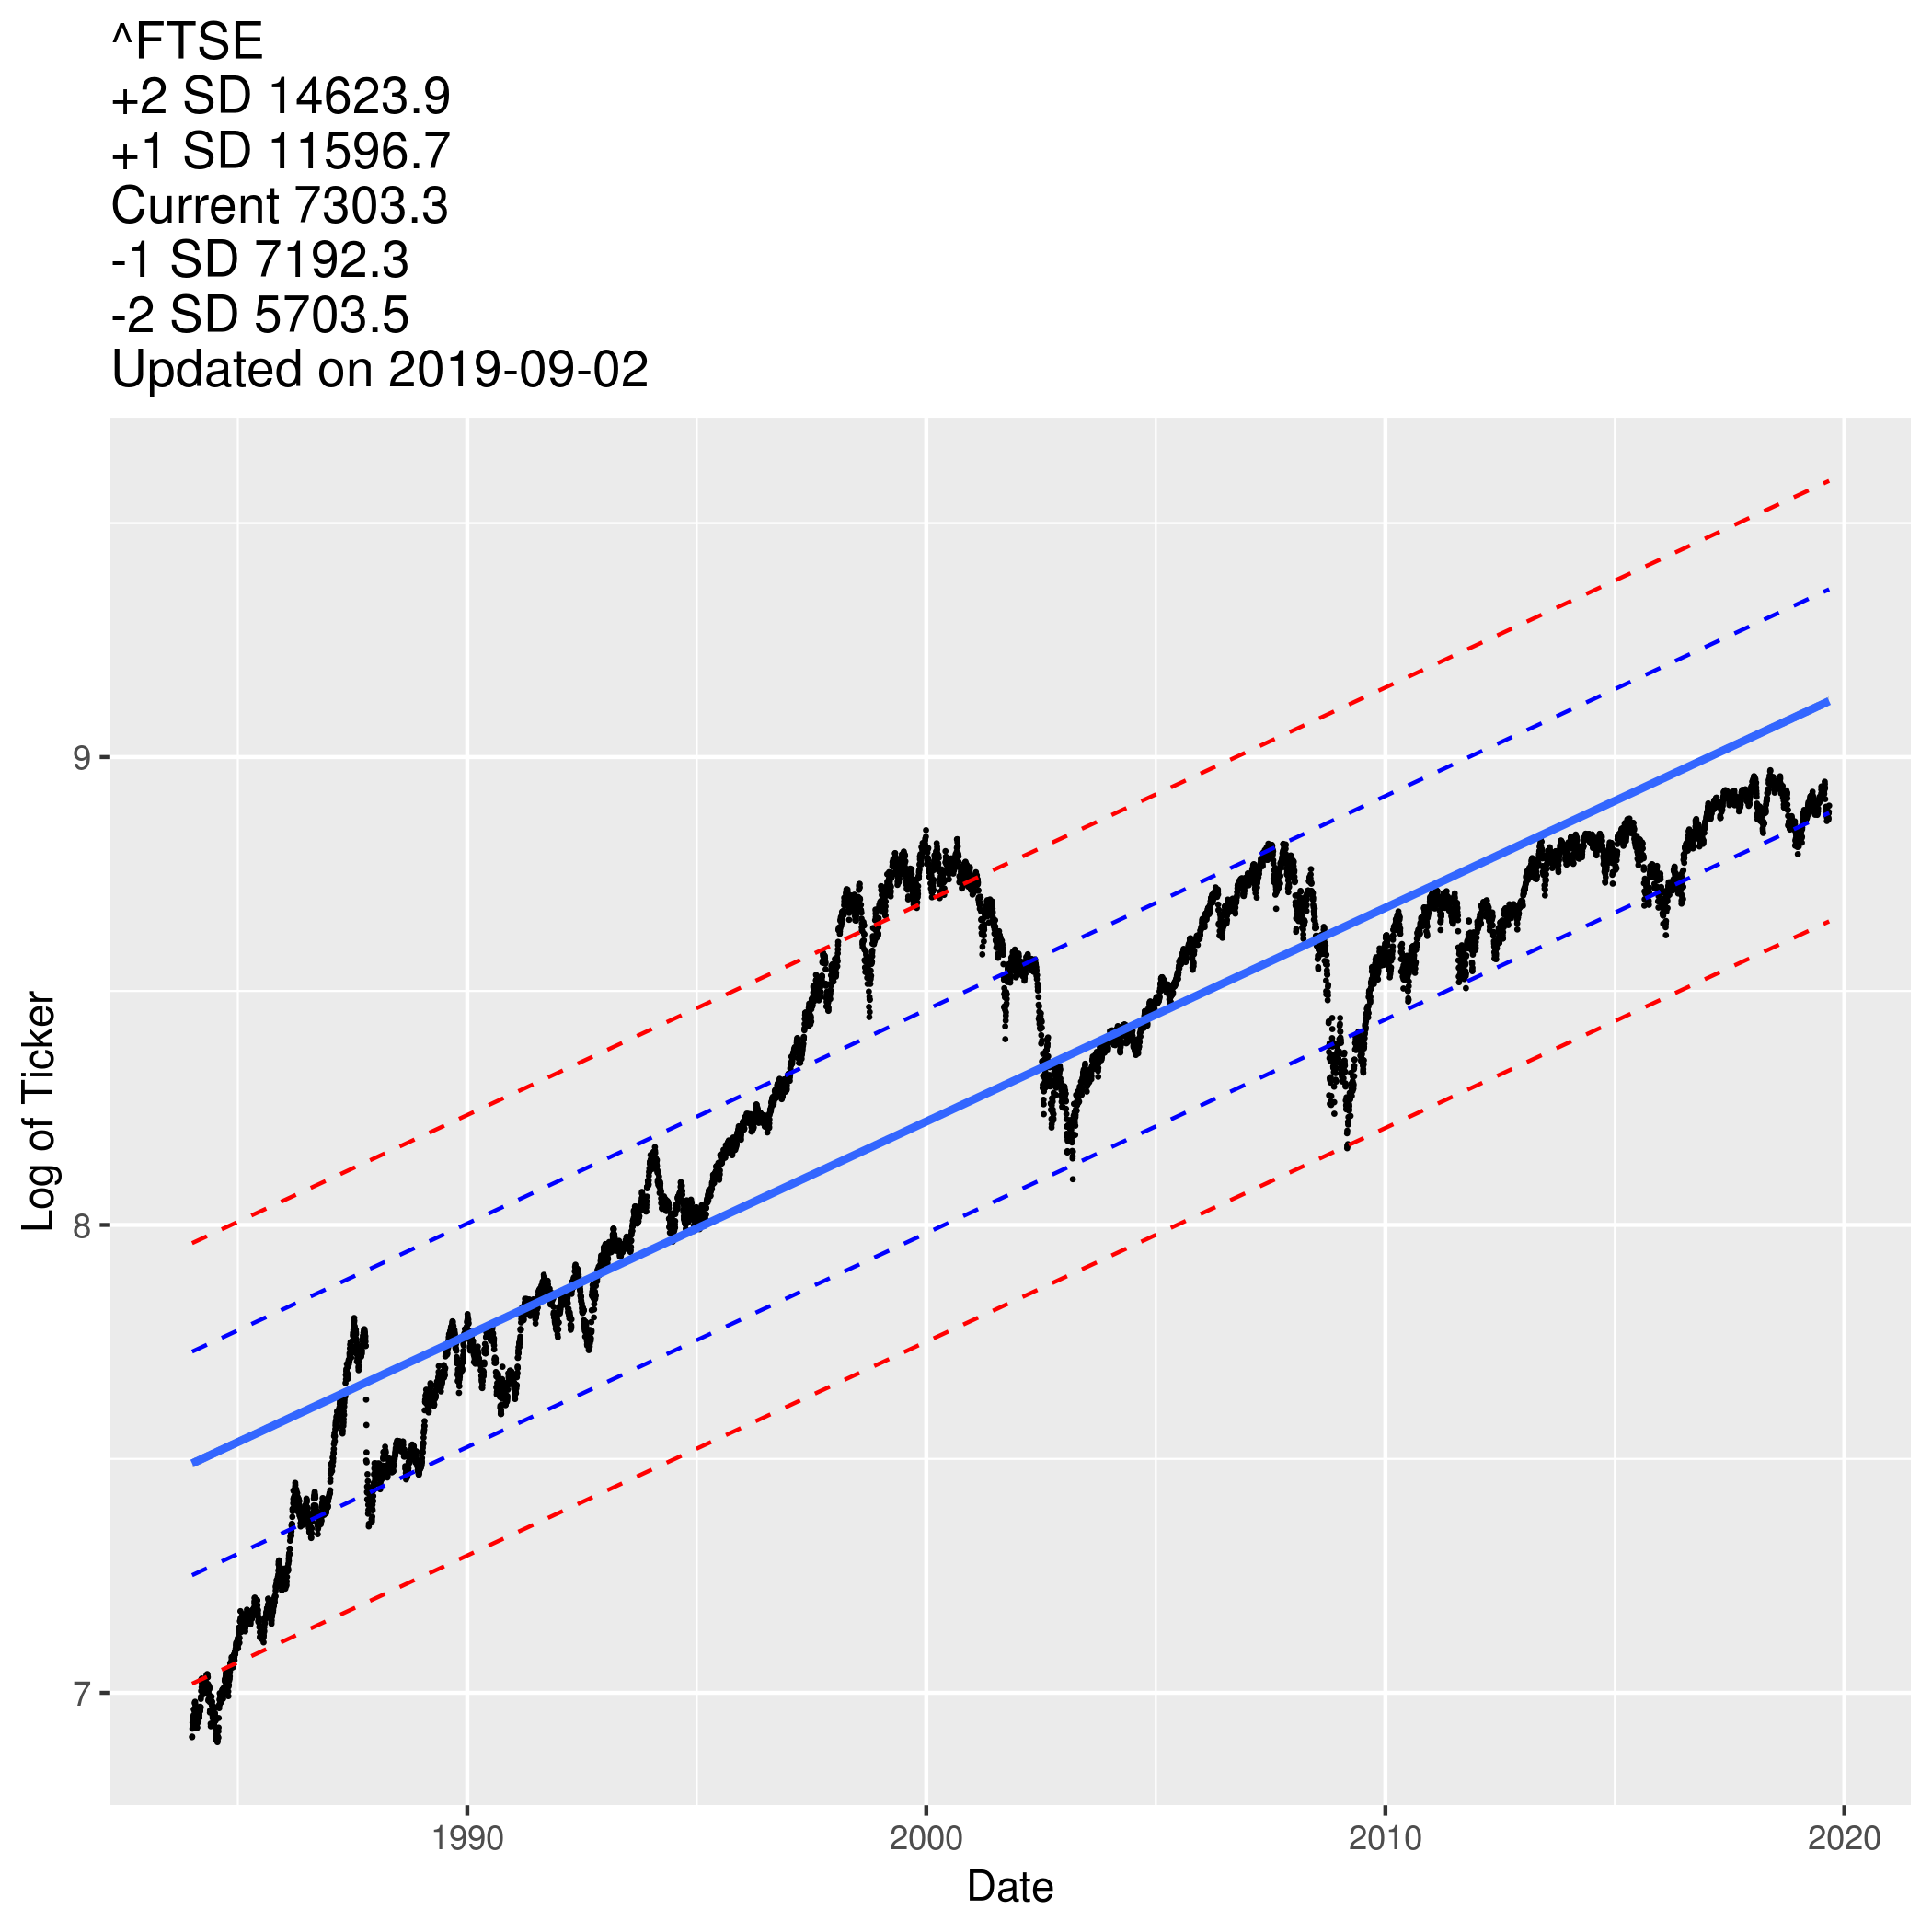 ^FTSE
+2 SD 14623.9
+1 SD 11596.7
Current 7303.3
-1 SD 7192.3
-2 SD 5703.5
Updated on 2019-09-02
9
8
7
Log of Ticker
1990 2000 2010 2020
Date